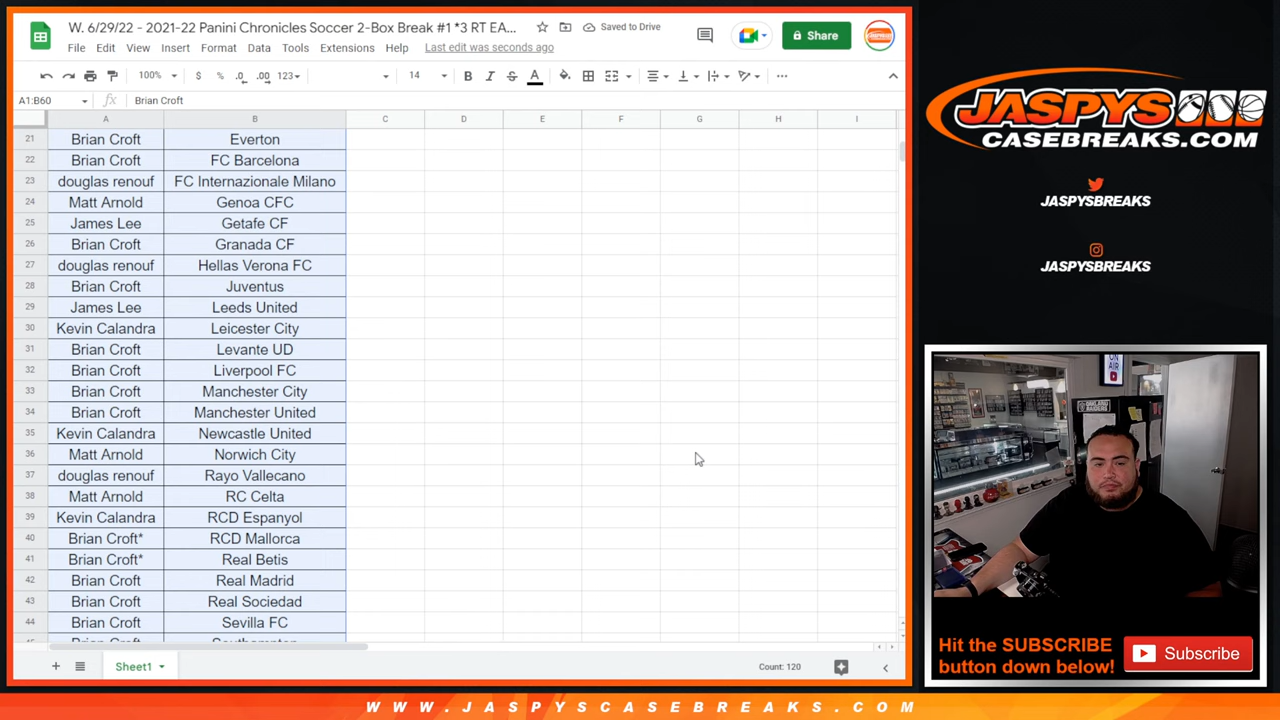 W. 6/29/22 - 2021-22 Panini Chronicles Soccer 2-Box Break #1 *3 RT EA...
Saved to Drive
File Edit View Insert Format Data Tools Extensions Help Last edit was seconds ago
Share
100% $ % .0 .00 123 14 B I S A
A1:B60 fx Brian Croft
A B C D E F G H I
21 Brian Croft Everton
22 Brian Croft FC Barcelona
23 douglas renouf FC Internazionale Milano
24 Matt Arnold Genoa CFC
25 James Lee Getafe CF
26 Brian Croft Granada CF
27 douglas renouf Hellas Verona FC
28 Brian Croft Juventus
29 James Lee Leeds United
30 Kevin Calandra Leicester City
31 Brian Croft Levante UD
32 Brian Croft Liverpool FC
33 Brian Croft Manchester City
34 Brian Croft Manchester United
35 Kevin Calandra Newcastle United
36 Matt Arnold Norwich City
37 douglas renouf Rayo Vallecano
38 Matt Arnold RC Celta
39 Kevin Calandra RCD Espanyol
40 Brian Croft* RCD Mallorca
41 Brian Croft* Real Betis
42 Brian Croft Real Madrid
43 Brian Croft Real Sociedad
44 Brian Croft Sevilla FC
Sheet1
Count: 120
JASPYS
CASEBREAKS.COM
JASPYSBREAKS
JASPYSBREAKS
ON AIR
Hit the SUBSCRIBE
button down below!
Subscribe
WWW.JASPYSCASEBREAKS.COM